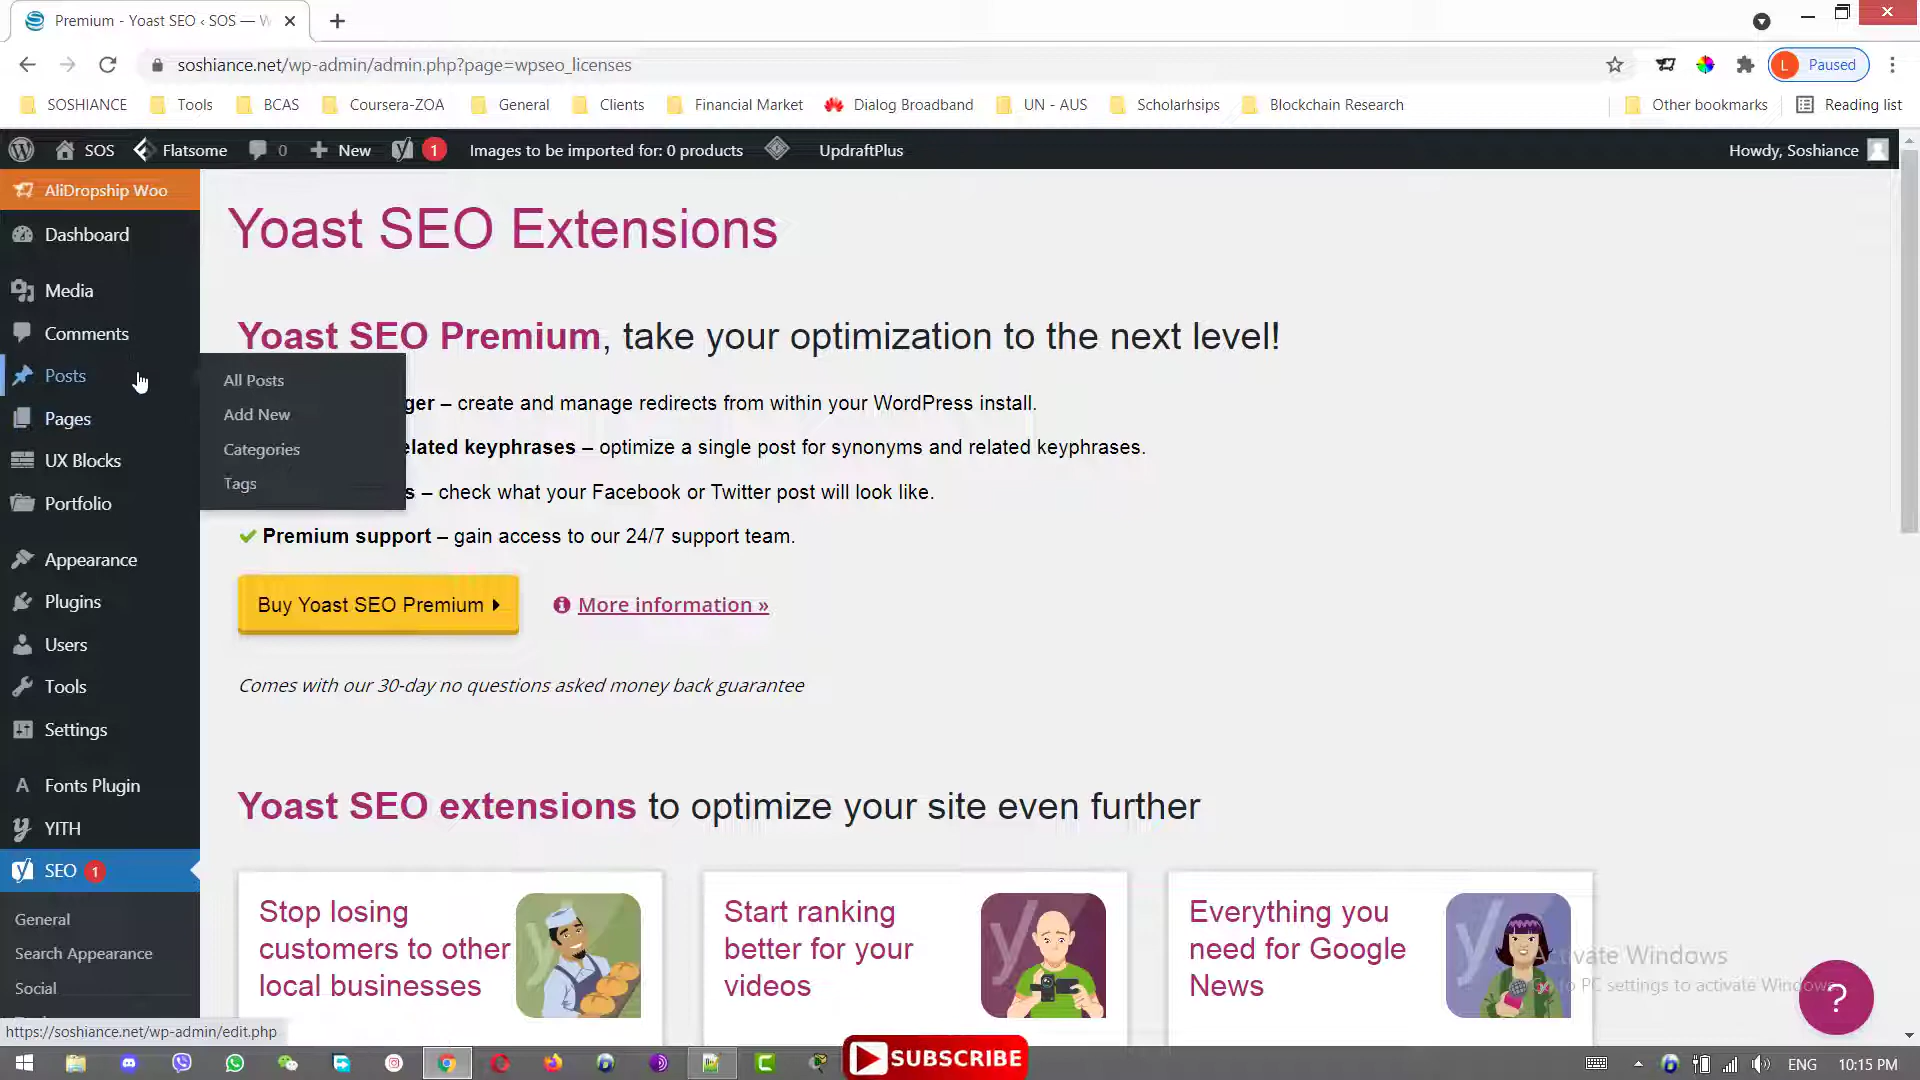 Premium - Yoast SEO ‹ SOS — W
soshiance.net/wp-admin/admin.php?page=wpseo_licenses
L Paused
SOSHIANCE Tools BCAS Coursera-ZOA General Clients Financial Market Dialog Broadband UN - AUS Scholarhsips Blockchain Research Other bookmarks Reading list
SOS Flatsome 0 New 1 Images to be imported for: 0 products UpdraftPlus Howdy, Soshiance
AliDropship Woo
Dashboard
Media
Comments
Posts
Pages
UX Blocks
Portfolio
Appearance
Plugins
Users
Tools
Settings
Fonts Plugin
YITH
SEO 1
General
Search Appearance
Social
All Posts
Add New
Categories
Tags
Yoast SEO Extensions
Yoast SEO Premium, take your optimization to the next level!
ger – create and manage redirects from within your WordPress install.
elated keyphrases – optimize a single post for synonyms and related keyphrases.
s – check what your Facebook or Twitter post will look like.
Premium support – gain access to our 24/7 support team.
Buy Yoast SEO Premium
More information »
Comes with our 30-day no questions asked money back guarantee
Yoast SEO extensions to optimize your site even further
Stop losing
customers to other
local businesses
Start ranking
better for your
videos
Everything you
need for Google
News
Activate Windows
Go to PC settings to activate Windows.
?
https://soshiance.net/wp-admin/edit.php
SUBSCRIBE
ENG 10:15 PM